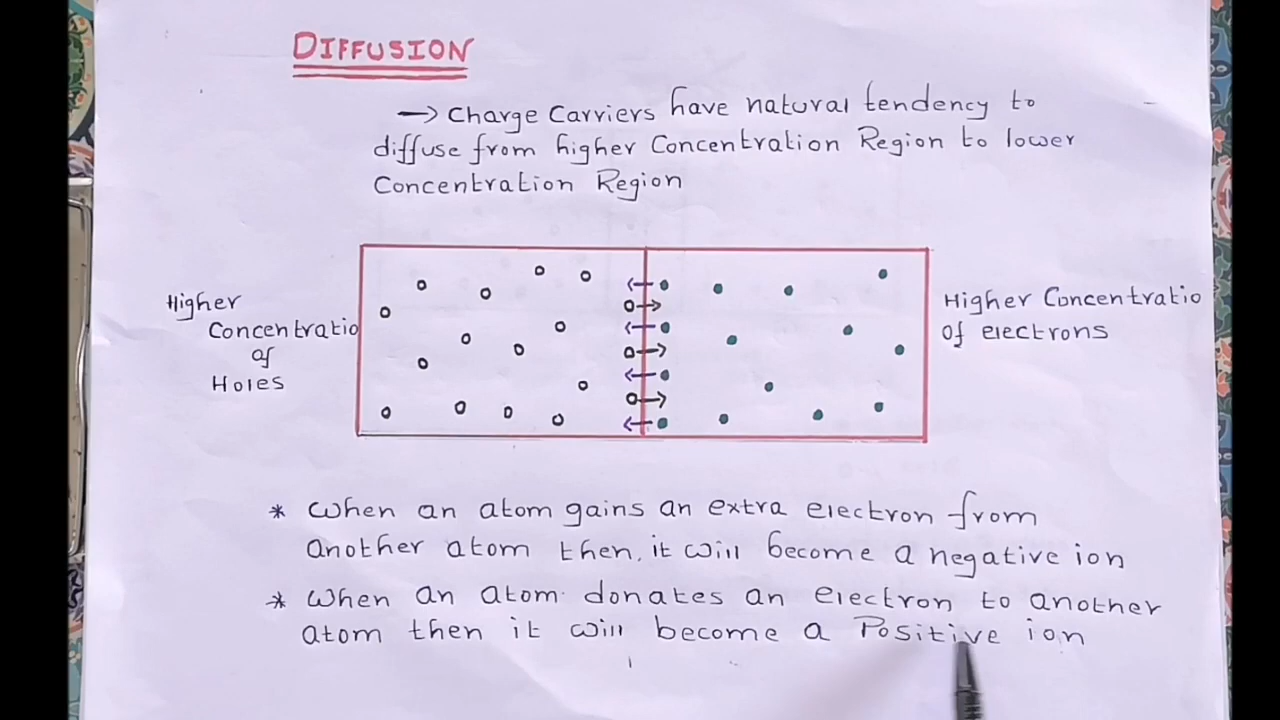 DIFFUSION
→ Charge Carriers have natural tendency to
diffuse from higher Concentration Region to lower
Concentration Region
Higher
Concentratio
of
Holes
Higher Concentratio
of electrons
* When an atom gains an extra electron from
another atom then, it will become a negative ion
* When an atom donates an electron to another
atom then it will become a Positive ion